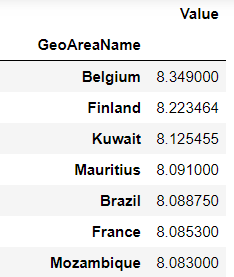 Value
GeoAreaName
Belgium 8.349000
Finland 8.223464
Kuwait 8.125455
Mauritius 8.091000
Brazil 8.088750
France 8.085300
Mozambique 8.083000